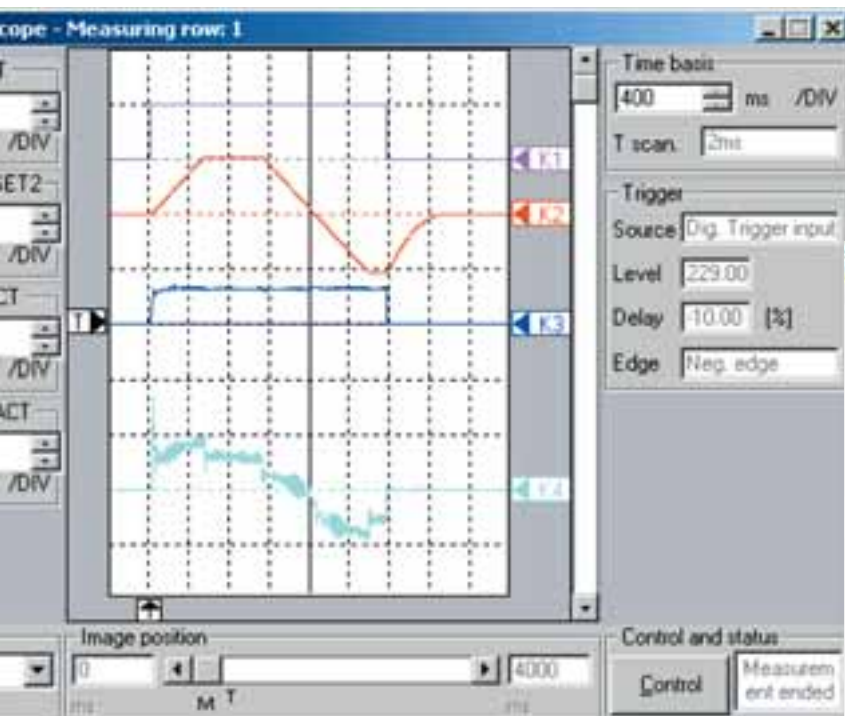 cope - Measuring row: 1
T
/DIV
SET2
/DIV
CT
/DIV
ACT
/DIV
K1
K2
T
K3
K4
Time basis
400 ms /DIV
T scan. 2ms
Trigger
Source Dig. Trigger input
Level 229.00
Delay -10.00 [%]
Edge Neg. edge
Image position
0 4000
ms M T ms
Control and status
Control
Measurem
ent ended